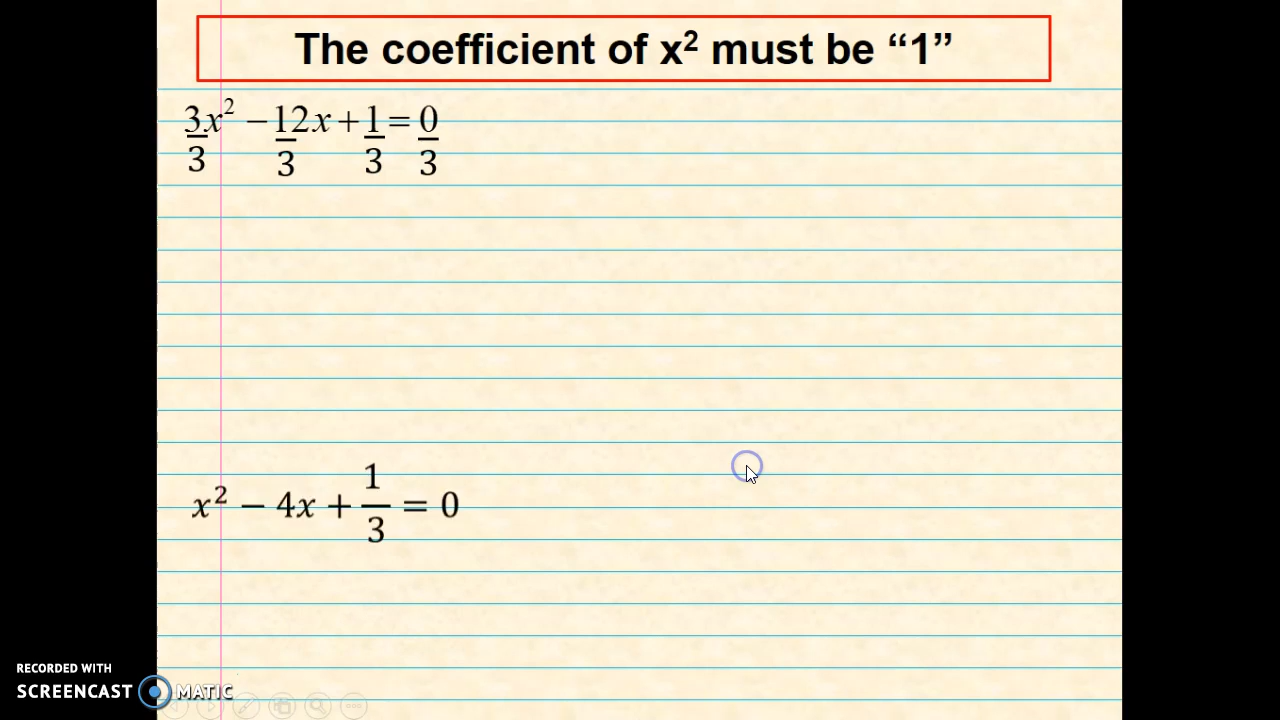 The coefficient of x² must be “1”
3x² − 12x + 1 = 0
3 3 3 3
x² − 4x + 1/3 = 0
RECORDED WITH
SCREENCAST MATIC